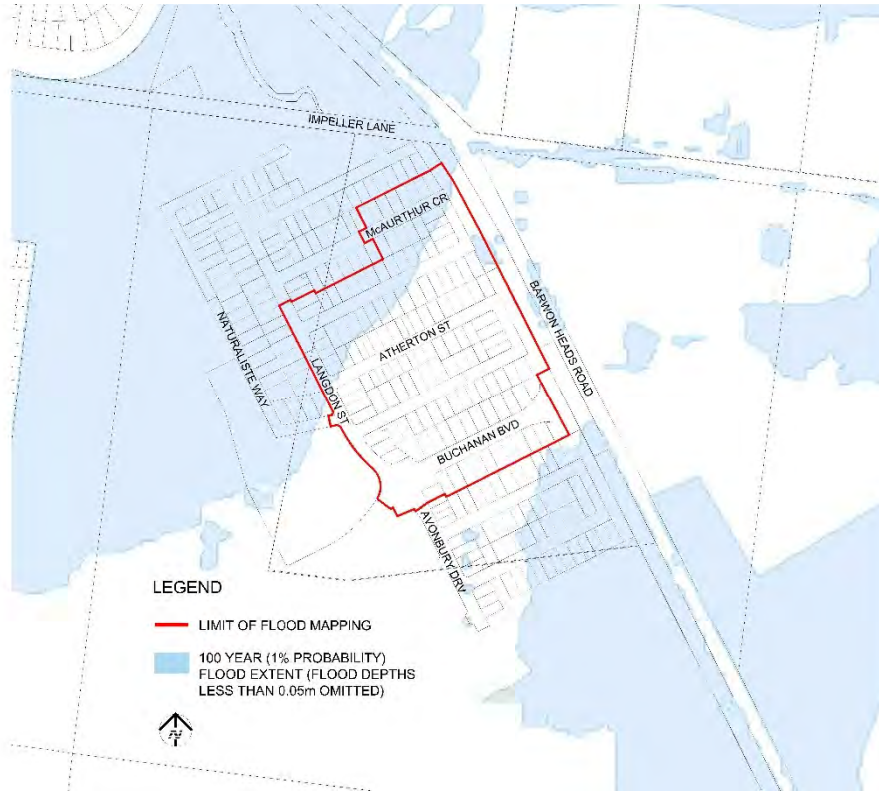 IMPELLER LANE
McAURTHUR CR
BARWON HEADS ROAD
NATURALISTE WAY
LANGDON ST
ATHERTON ST
BUCHANAN BVD
AVONBURY DRV
LEGEND
LIMIT OF FLOOD MAPPING
100 YEAR (1% PROBABILITY)
FLOOD EXTENT (FLOOD DEPTHS
LESS THAN 0.05m OMITTED)
N